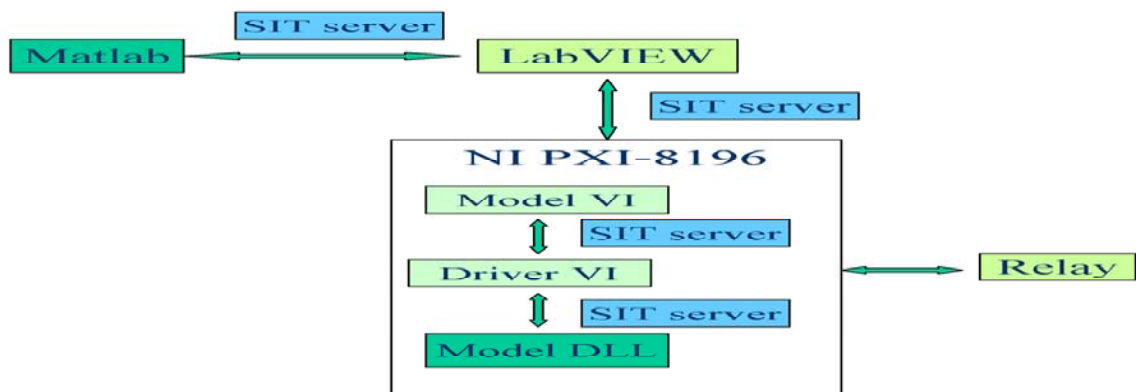 SIT server
Matlab
LabVIEW
SIT server
NI PXI-8196
Model VI
SIT server
Driver VI
Relay
SIT server
Model DLL